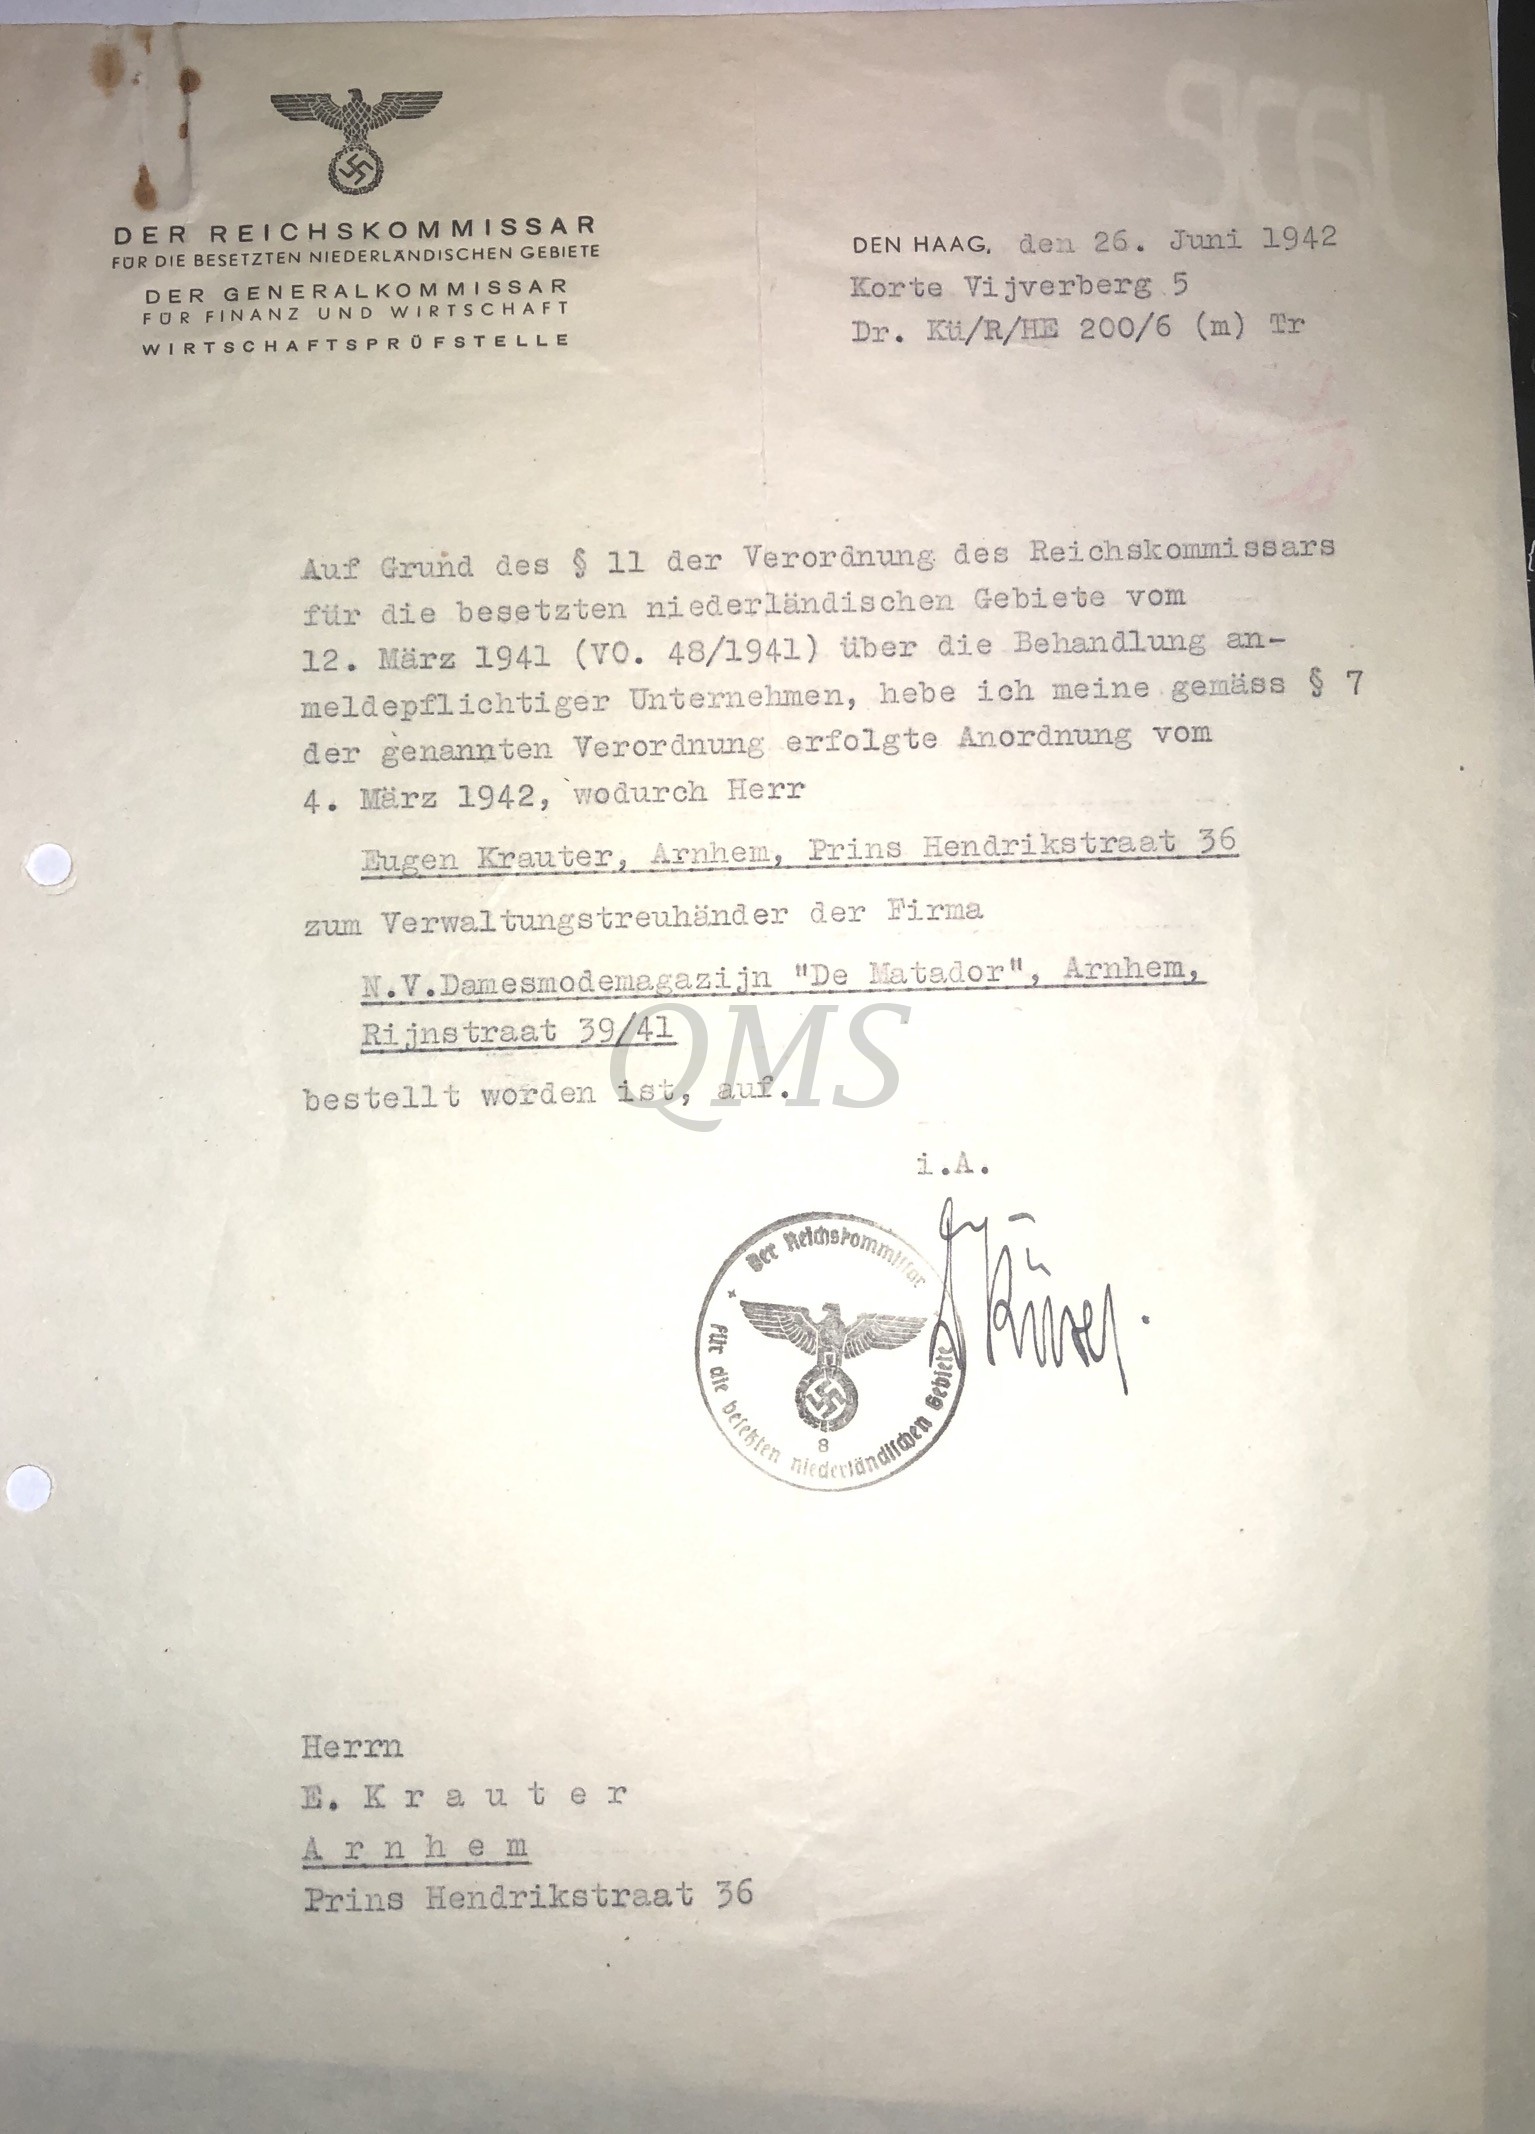 DER REICHSKOMMISSAR
FÜR DIE BESETZTEN NIEDERLÄNDISCHEN GEBIETE
DER GENERALKOMMISSAR
FÜR FINANZ UND WIRTSCHAFT
WIRTSCHAFTSPRÜFSTELLE
DEN HAAG, den 26. Juni 1942
Korte Vijverberg 5
Dr. Kü/R/HE 200/6 (m) Tr
Auf Grund des § 11 der Verordnung des Reichskommissars
für die besetzten niederländischen Gebiete vom
12. März 1941 (VO. 48/1941) über die Behandlung an-
meldepflichtiger Unternehmen, hebe ich meine gemäss § 7
der genannten Verordnung erfolgte Anordnung vom
4. März 1942, wodurch Herr
Eugen Krauter, Arnhem, Prins Hendrikstraat 36
zum Verwaltungstreuhänder der Firma
N.V.Damesmodemagazijn "De Matador", Arnhem,
Rijnstraat 39/41
bestellt worden ist, auf.
QMS
i.A.
Der Reichskommissar
für die besetzten niederländischen Gebiete
8
Herrn
E. K r a u t e r
A r n h e m
Prins Hendrikstraat 36